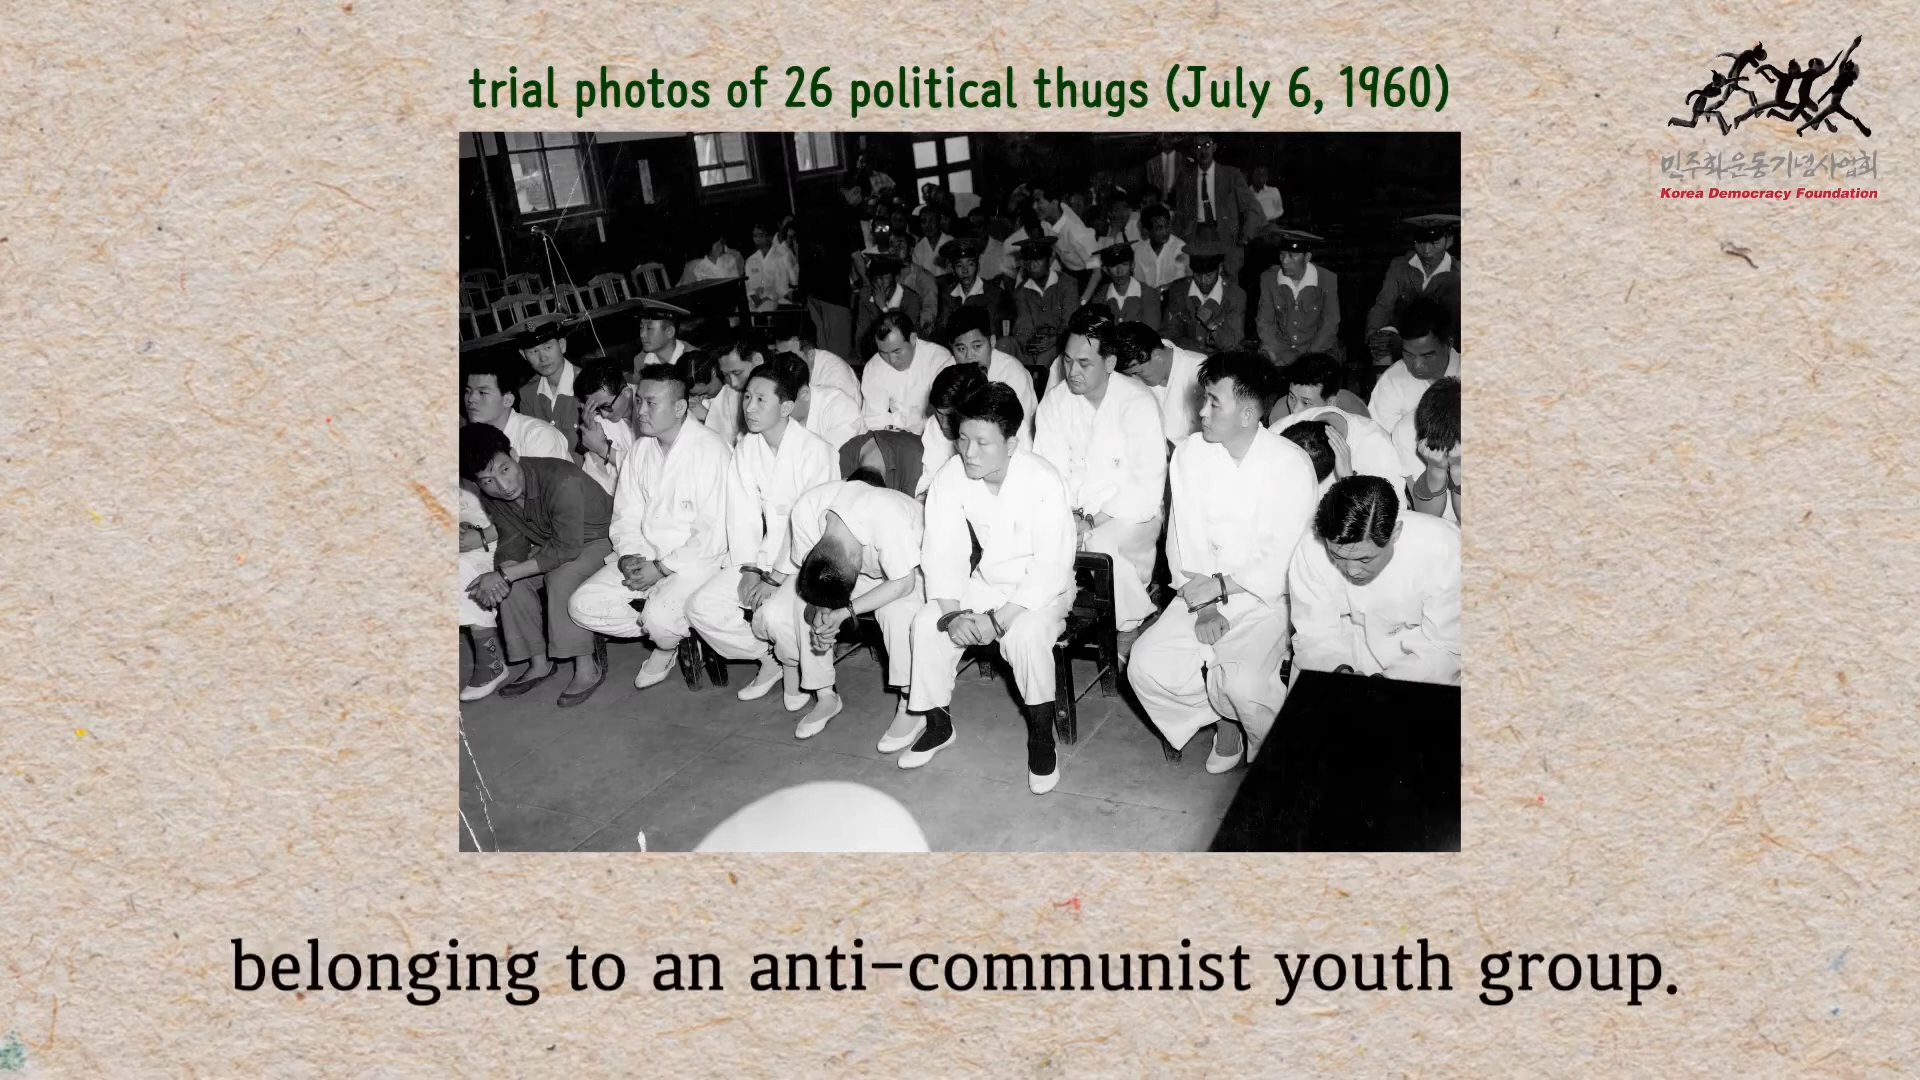 trial photos of 26 political thugs (July 6, 1960)
민주화운동기념사업회
Korea Democracy Foundation
belonging to an anti-communist youth group.